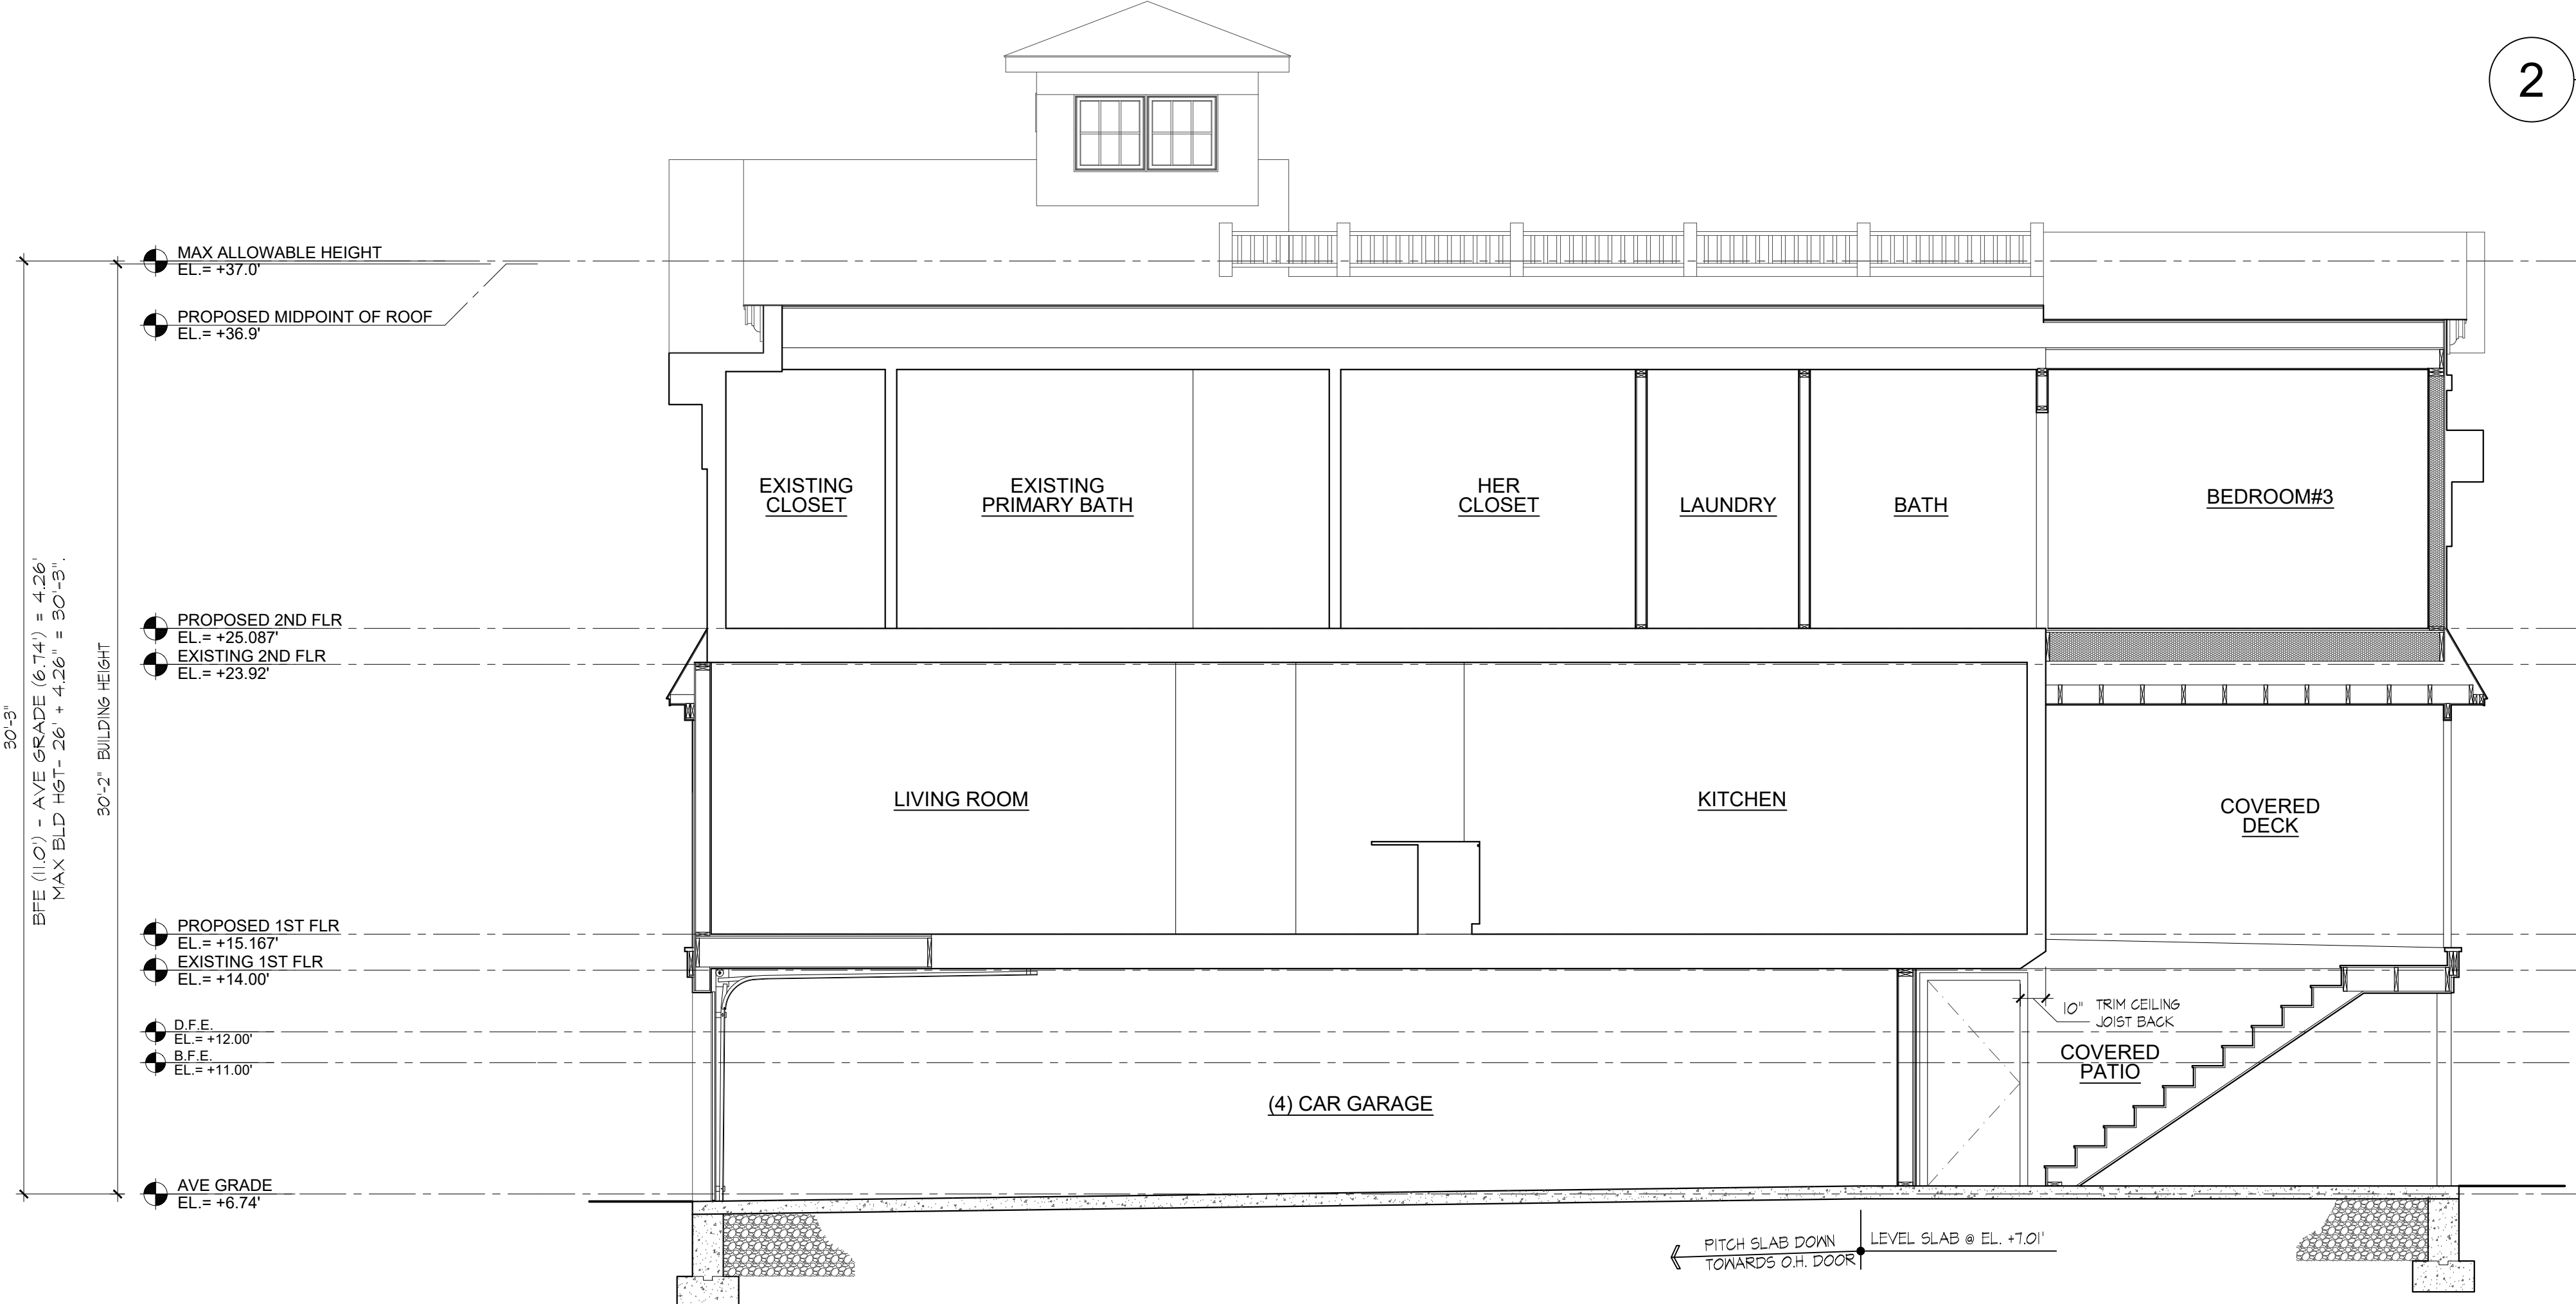 2
MAX ALLOWABLE HEIGHT
EL.= +37.0'
PROPOSED MIDPOINT OF ROOF
EL.= +36.9'
EXISTING
CLOSET
EXISTING
PRIMARY BATH
HER
CLOSET
LAUNDRY
BATH
BEDROOM#3
PROPOSED 2ND FLR
EL.= +25.087'
EXISTING 2ND FLR
EL.= +23.92'
30'-3"
BFE (11.0') - AVE GRADE (6.74') = 4.26'
MAX BLD HGT- 26' + 4.26" = 30'-3".
30'-2" BUILDING HEIGHT
LIVING ROOM
KITCHEN
COVERED
DECK
PROPOSED 1ST FLR
EL.= +15.167'
EXISTING 1ST FLR
EL.= +14.00'
10" TRIM CEILING
JOIST BACK
D.F.E.
EL.= +12.00'
B.F.E.
EL.= +11.00'
COVERED
PATIO
(4) CAR GARAGE
AVE GRADE
EL.= +6.74'
PITCH SLAB DOWN
TOWARDS O.H. DOOR
LEVEL SLAB @ EL. +7.01'